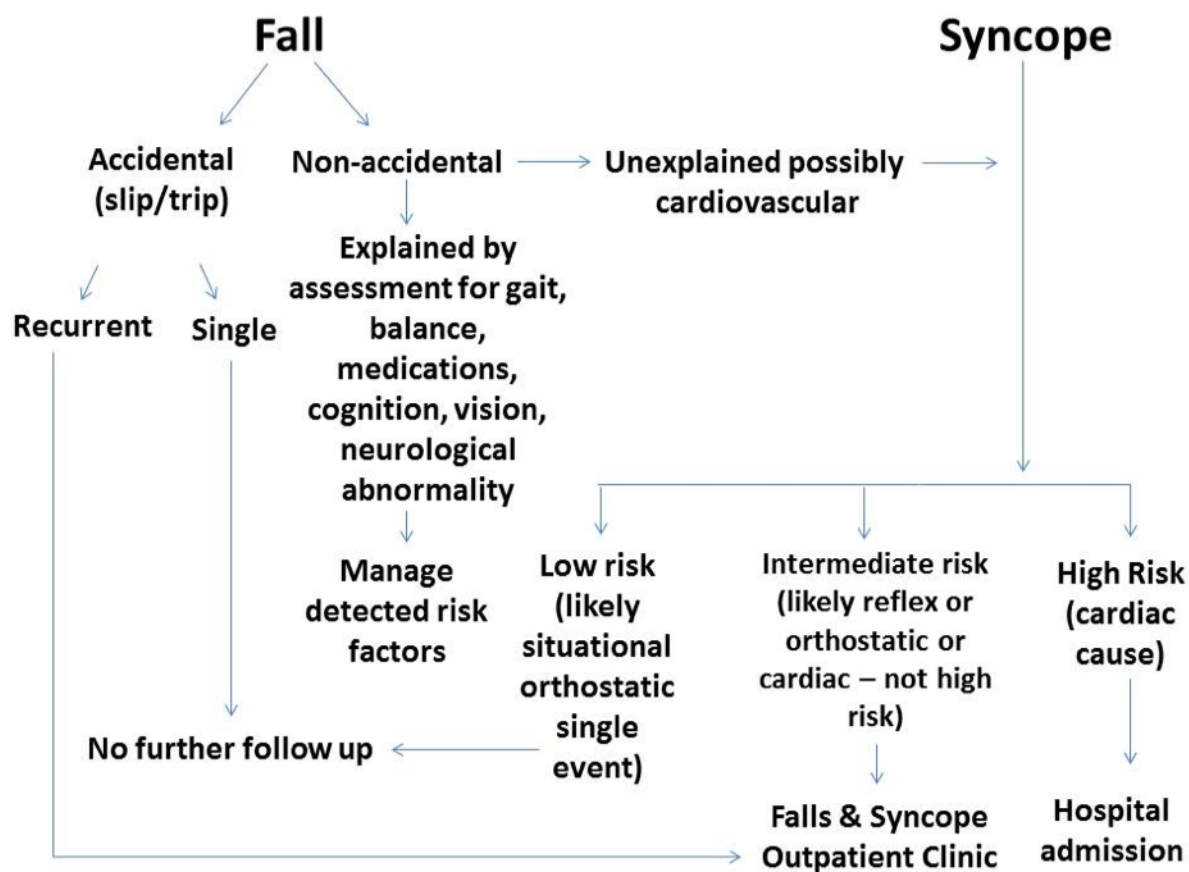 Fall
Syncope
Accidental
(slip/trip)
Non-accidental
Unexplained possibly
cardiovascular
Recurrent
Single
Explained by
assessment for gait,
balance,
medications,
cognition, vision,
neurological
abnormality
Manage
detected risk
factors
Low risk
(likely
situational
orthostatic
single
event)
Intermediate risk
(likely reflex or
orthostatic or
cardiac – not high
risk)
High Risk
(cardiac
cause)
No further follow up
Falls & Syncope
Outpatient Clinic
Hospital
admission